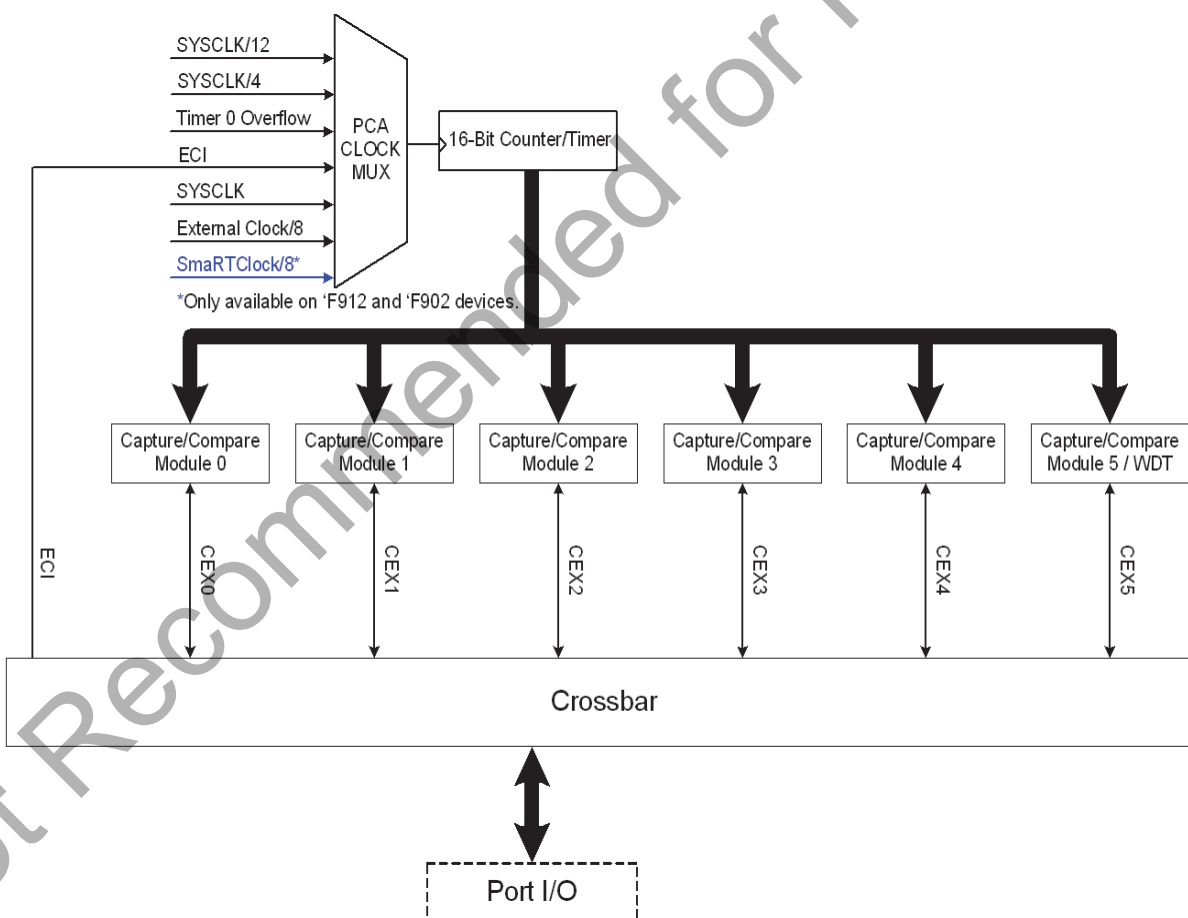 SYSCLK/12
SYSCLK/4
Timer 0 Overflow
ECI
SYSCLK
External Clock/8
SmaRTClock/8*
*Only available on ‘F912 and ‘F902 devices.
PCA
CLOCK
MUX
16-Bit Counter/Timer
Capture/Compare
Module 0
Capture/Compare
Module 1
Capture/Compare
Module 2
Capture/Compare
Module 3
Capture/Compare
Module 4
Capture/Compare
Module 5 / WDT
ECI
CEX0
CEX1
CEX2
CEX3
CEX4
CEX5
Crossbar
Port I/O
Recommended for